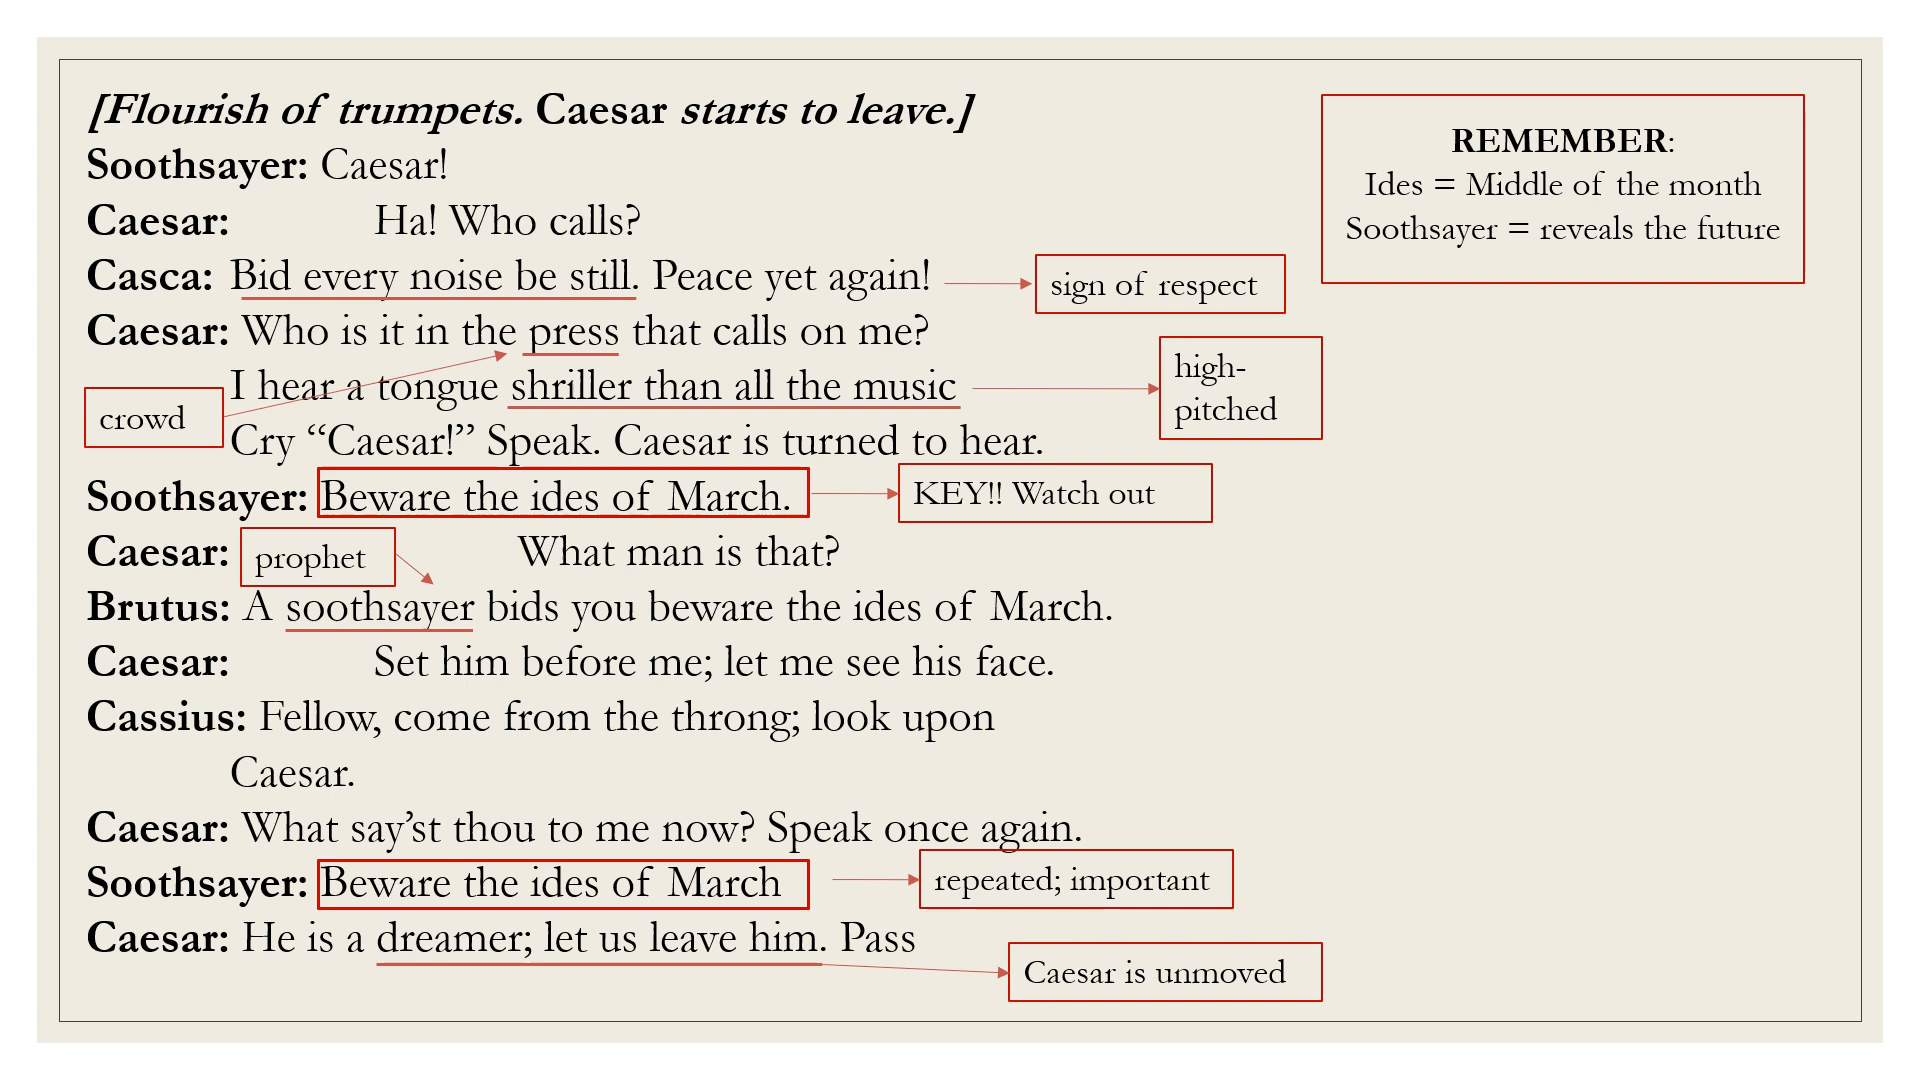 [Flourish of trumpets. Caesar starts to leave.]
Soothsayer: Caesar!
Caesar: Ha! Who calls?
Casca: Bid every noise be still. Peace yet again!
Caesar: Who is it in the press that calls on me?
I hear a tongue shriller than all the music
Cry “Caesar!” Speak. Caesar is turned to hear.
Soothsayer: Beware the ides of March.
Caesar: What man is that?
Brutus: A soothsayer bids you beware the ides of March.
Caesar: Set him before me; let me see his face.
Cassius: Fellow, come from the throng; look upon
Caesar.
Caesar: What say’st thou to me now? Speak once again.
Soothsayer: Beware the ides of March
Caesar: He is a dreamer; let us leave him. Pass
REMEMBER:
Ides = Middle of the month
Soothsayer = reveals the future
sign of respect
high-
pitched
crowd
KEY!! Watch out
prophet
repeated; important
Caesar is unmoved